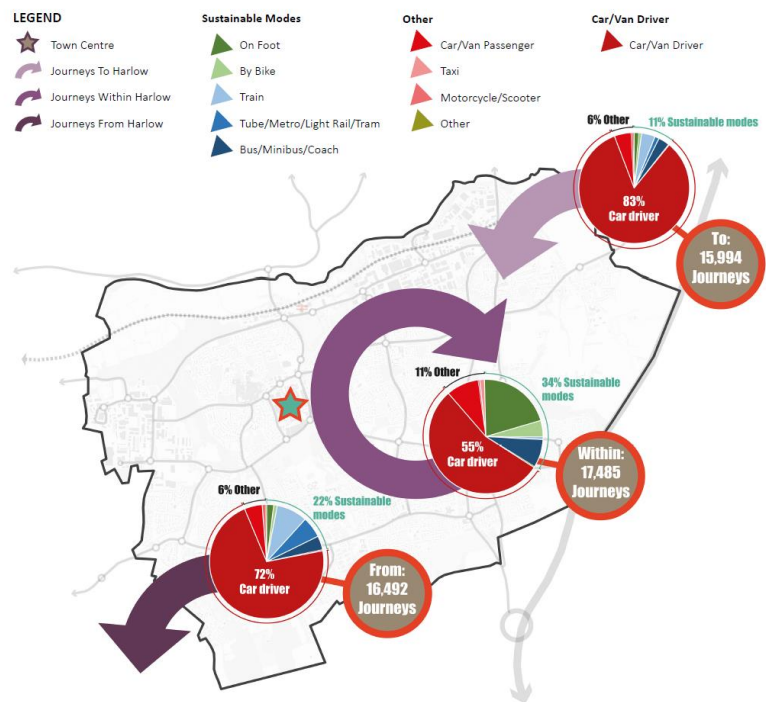 LEGEND
Town Centre
Journeys To Harlow
Journeys Within Harlow
Journeys From Harlow
Sustainable Modes
On Foot
By Bike
Train
Tube/Metro/Light Rail/Tram
Bus/Minibus/Coach
Other
Car/Van Passenger
Taxi
Motorcycle/Scooter
Other
Car/Van Driver
Car/Van Driver
6% Other
11% Sustainable modes
83%
Car driver
To:
15,994
Journeys
11% Other
34% Sustainable
modes
55%
Car driver
Within:
17,485
Journeys
6% Other
22% Sustainable
modes
72%
Car driver
From:
16,492
Journeys